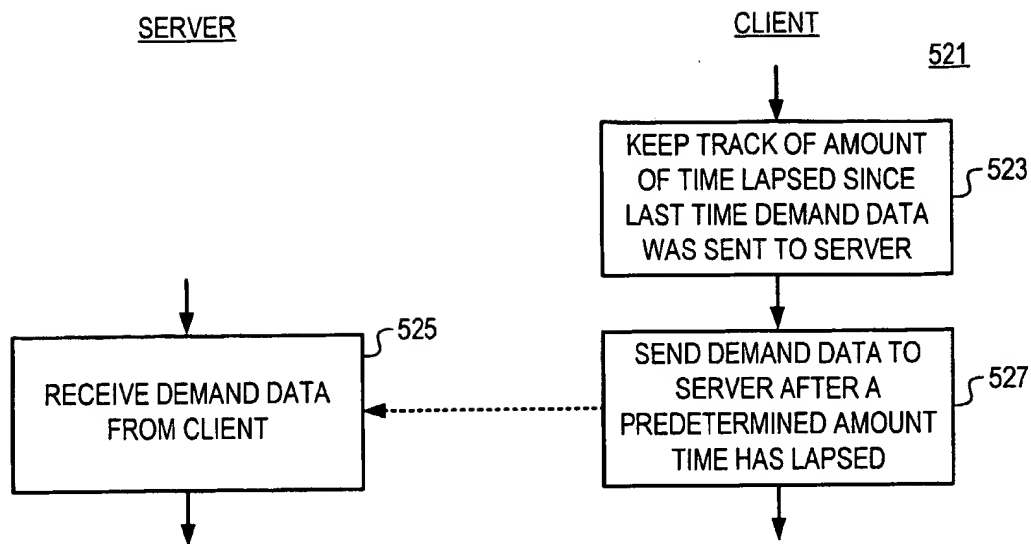 SERVER
CLIENT
521
KEEP TRACK OF AMOUNT
OF TIME LAPSED SINCE
LAST TIME DEMAND DATA
WAS SENT TO SERVER
523
RECEIVE DEMAND DATA
FROM CLIENT
525
SEND DEMAND DATA TO
SERVER AFTER A
PREDETERMINED AMOUNT
TIME HAS LAPSED
527